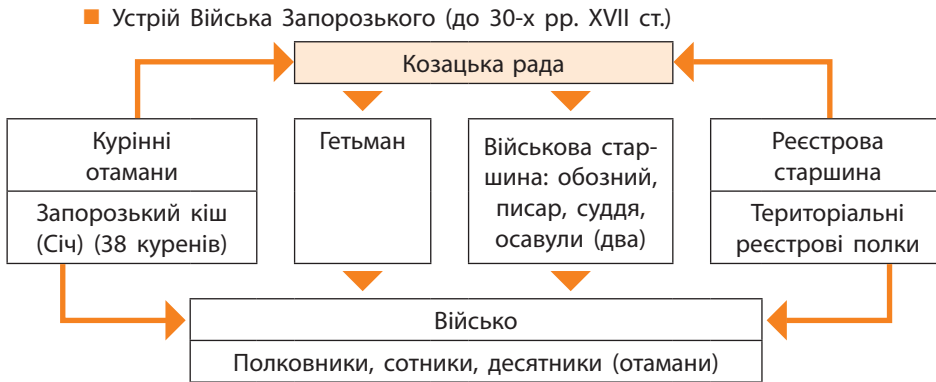 Устрій Війська Запорозького (до 30-х рр. XVII ст.)
Козацька рада
Курінні
отамани
Запорозький кіш
(Січ) (38 куренів)
Гетьман
Військова стар-
шина: обозний,
писар, суддя,
осавули (два)
Реєстрова
старшина
Територіальні
реєстрові полки
Військо
Полковники, сотники, десятники (отамани)